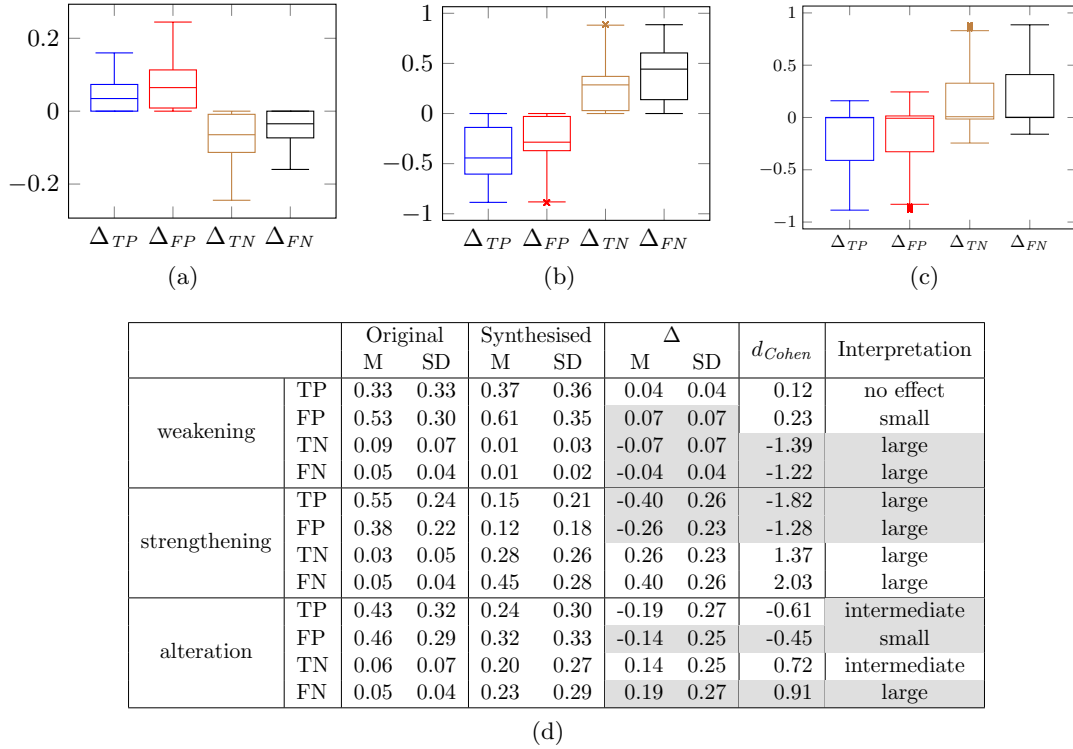 0.2
0
−0.2
Δ_TP Δ_FP Δ_TN Δ_FN
(a)
1
0.5
0
−0.5
−1
Δ_TP Δ_FP Δ_TN Δ_FN
(b)
1
0.5
0
−0.5
−1
Δ_TP Δ_FP Δ_TN Δ_FN
(c)
Original Synthesised Δ d_Cohen Interpretation
M SD M SD M SD
weakening
TP 0.33 0.33 0.37 0.36 0.04 0.04 0.12 no effect
FP 0.53 0.30 0.61 0.35 0.07 0.07 0.23 small
TN 0.09 0.07 0.01 0.03 -0.07 0.07 -1.39 large
FN 0.05 0.04 0.01 0.02 -0.04 0.04 -1.22 large
strengthening
TP 0.55 0.24 0.15 0.21 -0.40 0.26 -1.82 large
FP 0.38 0.22 0.12 0.18 -0.26 0.23 -1.28 large
TN 0.03 0.05 0.28 0.26 0.26 0.23 1.37 large
FN 0.05 0.04 0.45 0.28 0.40 0.26 2.03 large
alteration
TP 0.43 0.32 0.24 0.30 -0.19 0.27 -0.61 intermediate
FP 0.46 0.29 0.32 0.33 -0.14 0.25 -0.45 small
TN 0.06 0.07 0.20 0.27 0.14 0.25 0.72 intermediate
FN 0.05 0.04 0.23 0.29 0.19 0.27 0.91 large
(d)